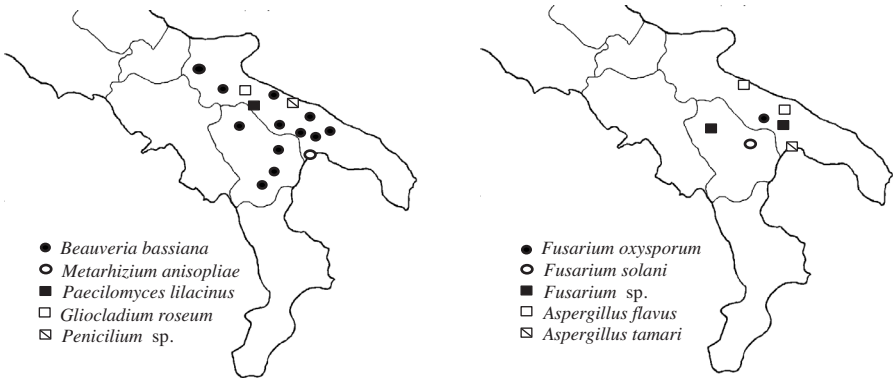 Beauveria bassiana
Metarhizium anisopliae
Paecilomyces lilacinus
Gliocladium roseum
Penicilium sp.
Fusarium oxysporum
Fusarium solani
Fusarium sp.
Aspergillus flavus
Aspergillus tamari